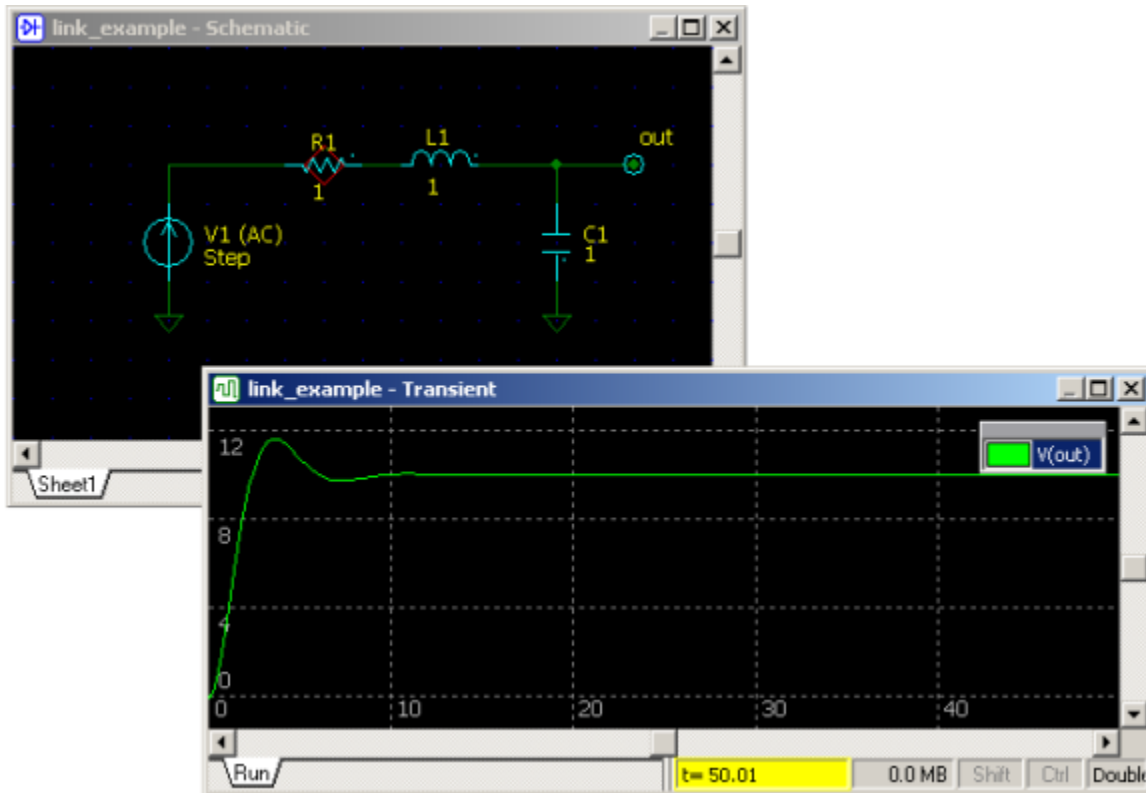 link_example - Schematic
R1
1
L1
1
out
V1 (AC)
Step
C1
1
Sheet1
link_example - Transient
12
8
4
0
0 10 20 30 40
V(out)
Run
t= 50.01 0.0 MB Shift Ctrl Double